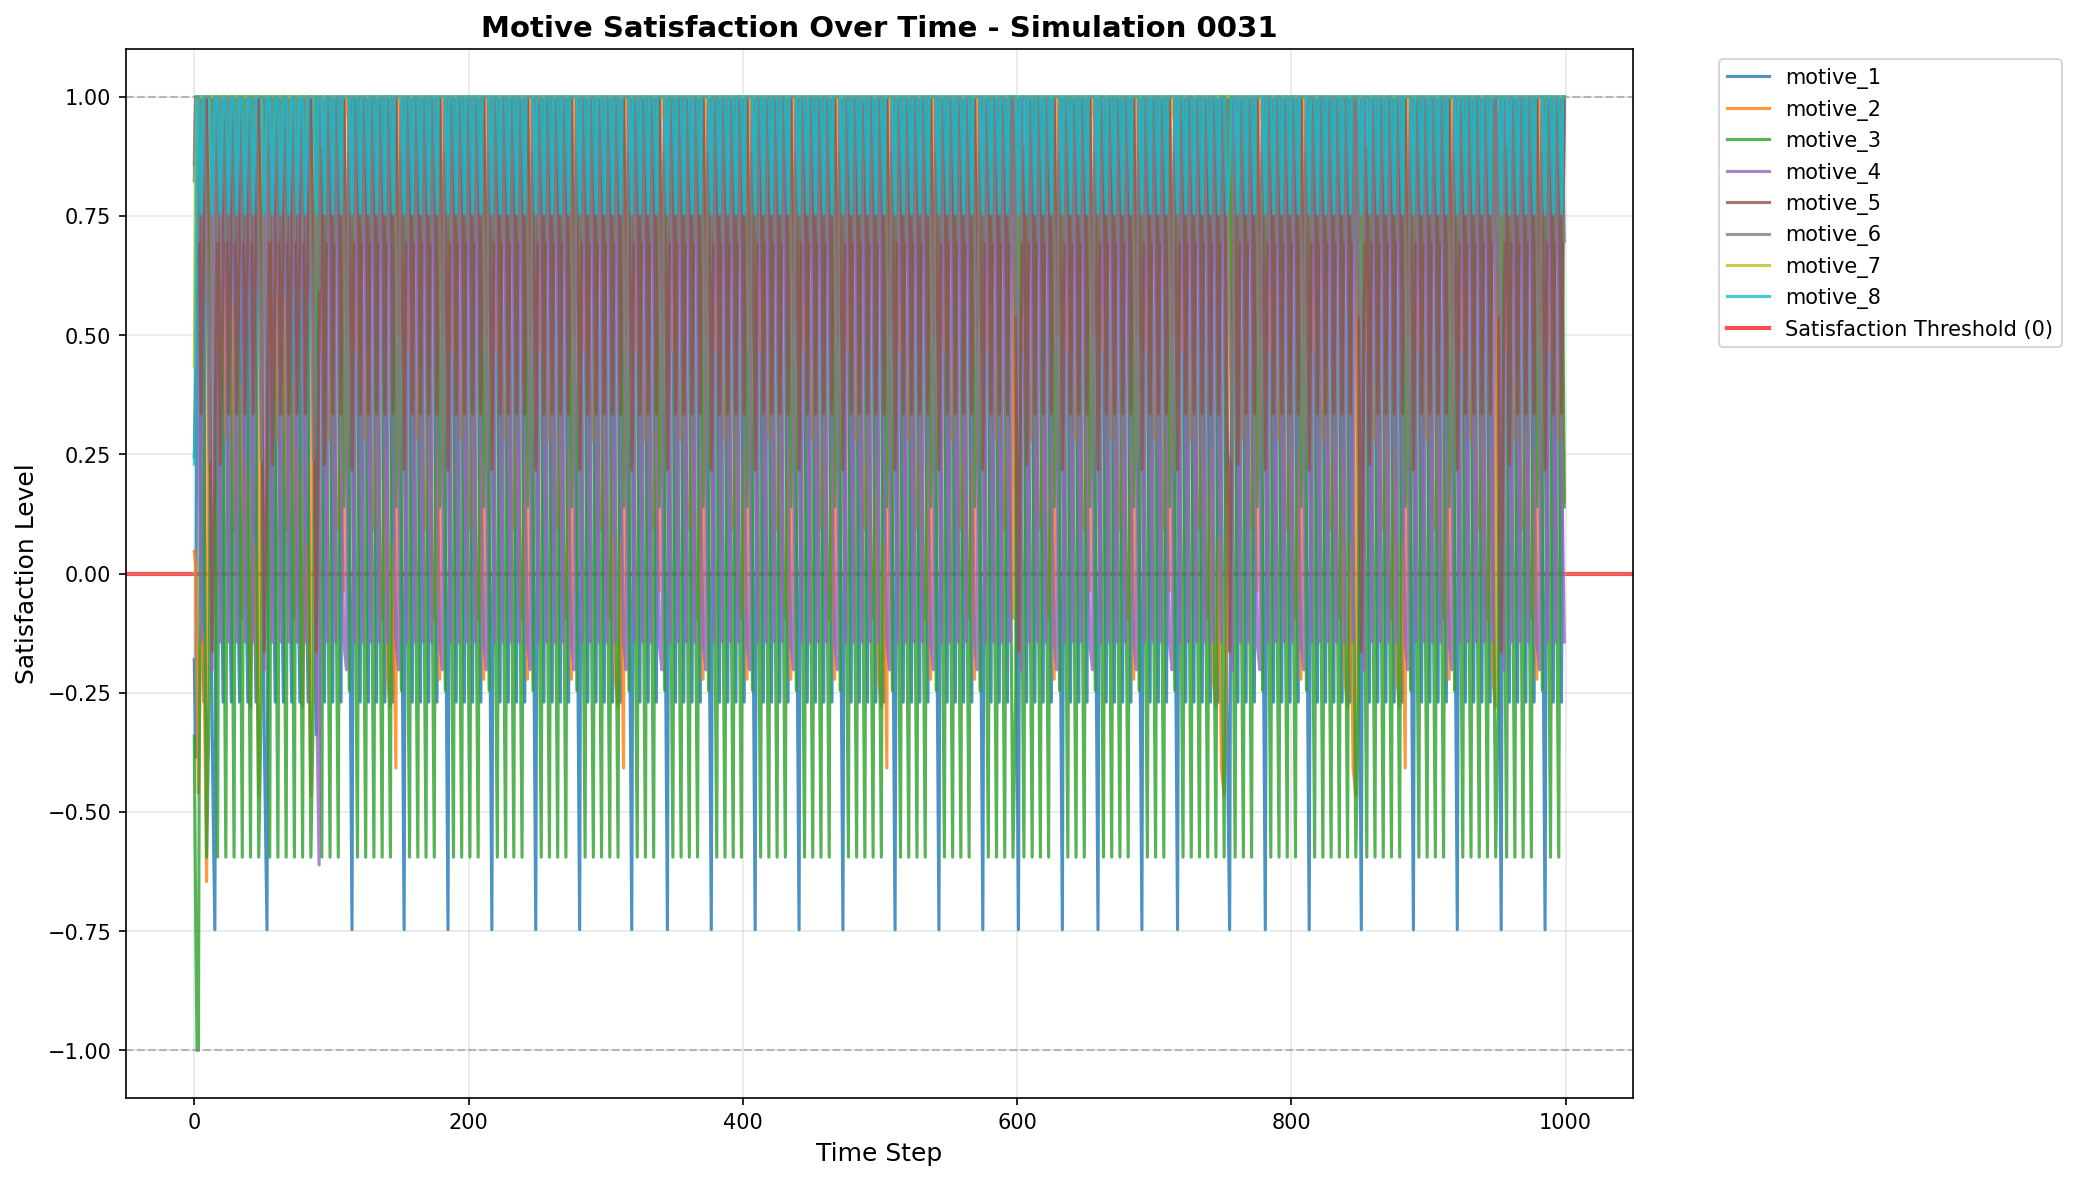 Motive Satisfaction Over Time - Simulation 0031
1.00
0.75
0.50
0.25
0.00
−0.25
−0.50
−0.75
−1.00
Satisfaction Level
0
200
400
600
800
1000
Time Step
motive_1
motive_2
motive_3
motive_4
motive_5
motive_6
motive_7
motive_8
Satisfaction Threshold (0)